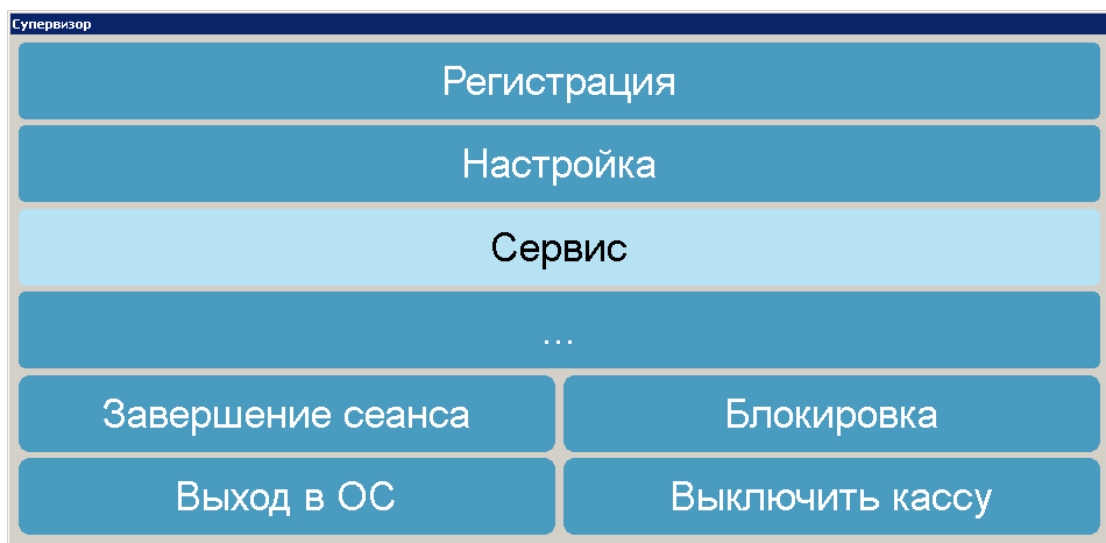 Супервизор
Регистрация
Настройка
Сервис
...
Завершение сеанса
Блокировка
Выход в ОС
Выключить кассу